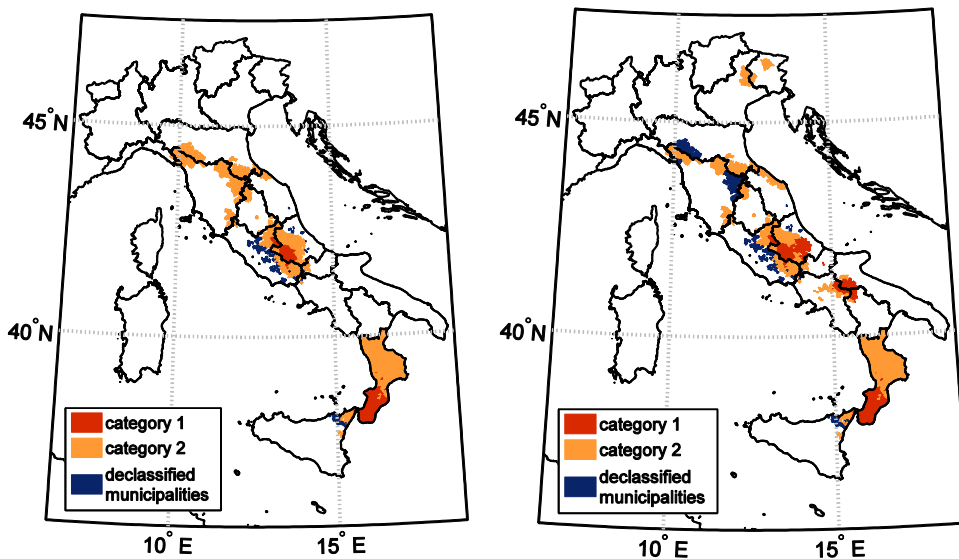 45°N
40°N
category 1
category 2
declassified
municipalities
10°E
15°E
45°N
40°N
category 1
category 2
declassified
municipalities
10°E
15°E